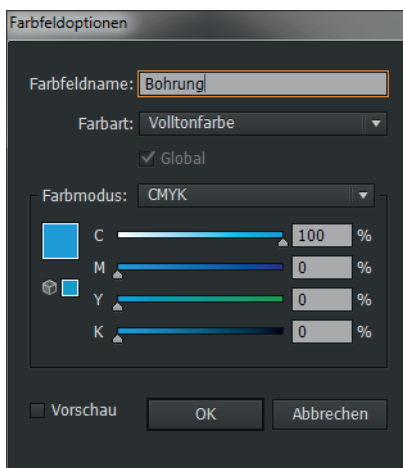 Farbfeldoptionen
Farbfeldname: Bohrung
Farbart: Volltonfarbe
Global
Farbmodus: CMYK
C 100 %
M 0 %
Y 0 %
K 0 %
Vorschau OK Abbrechen